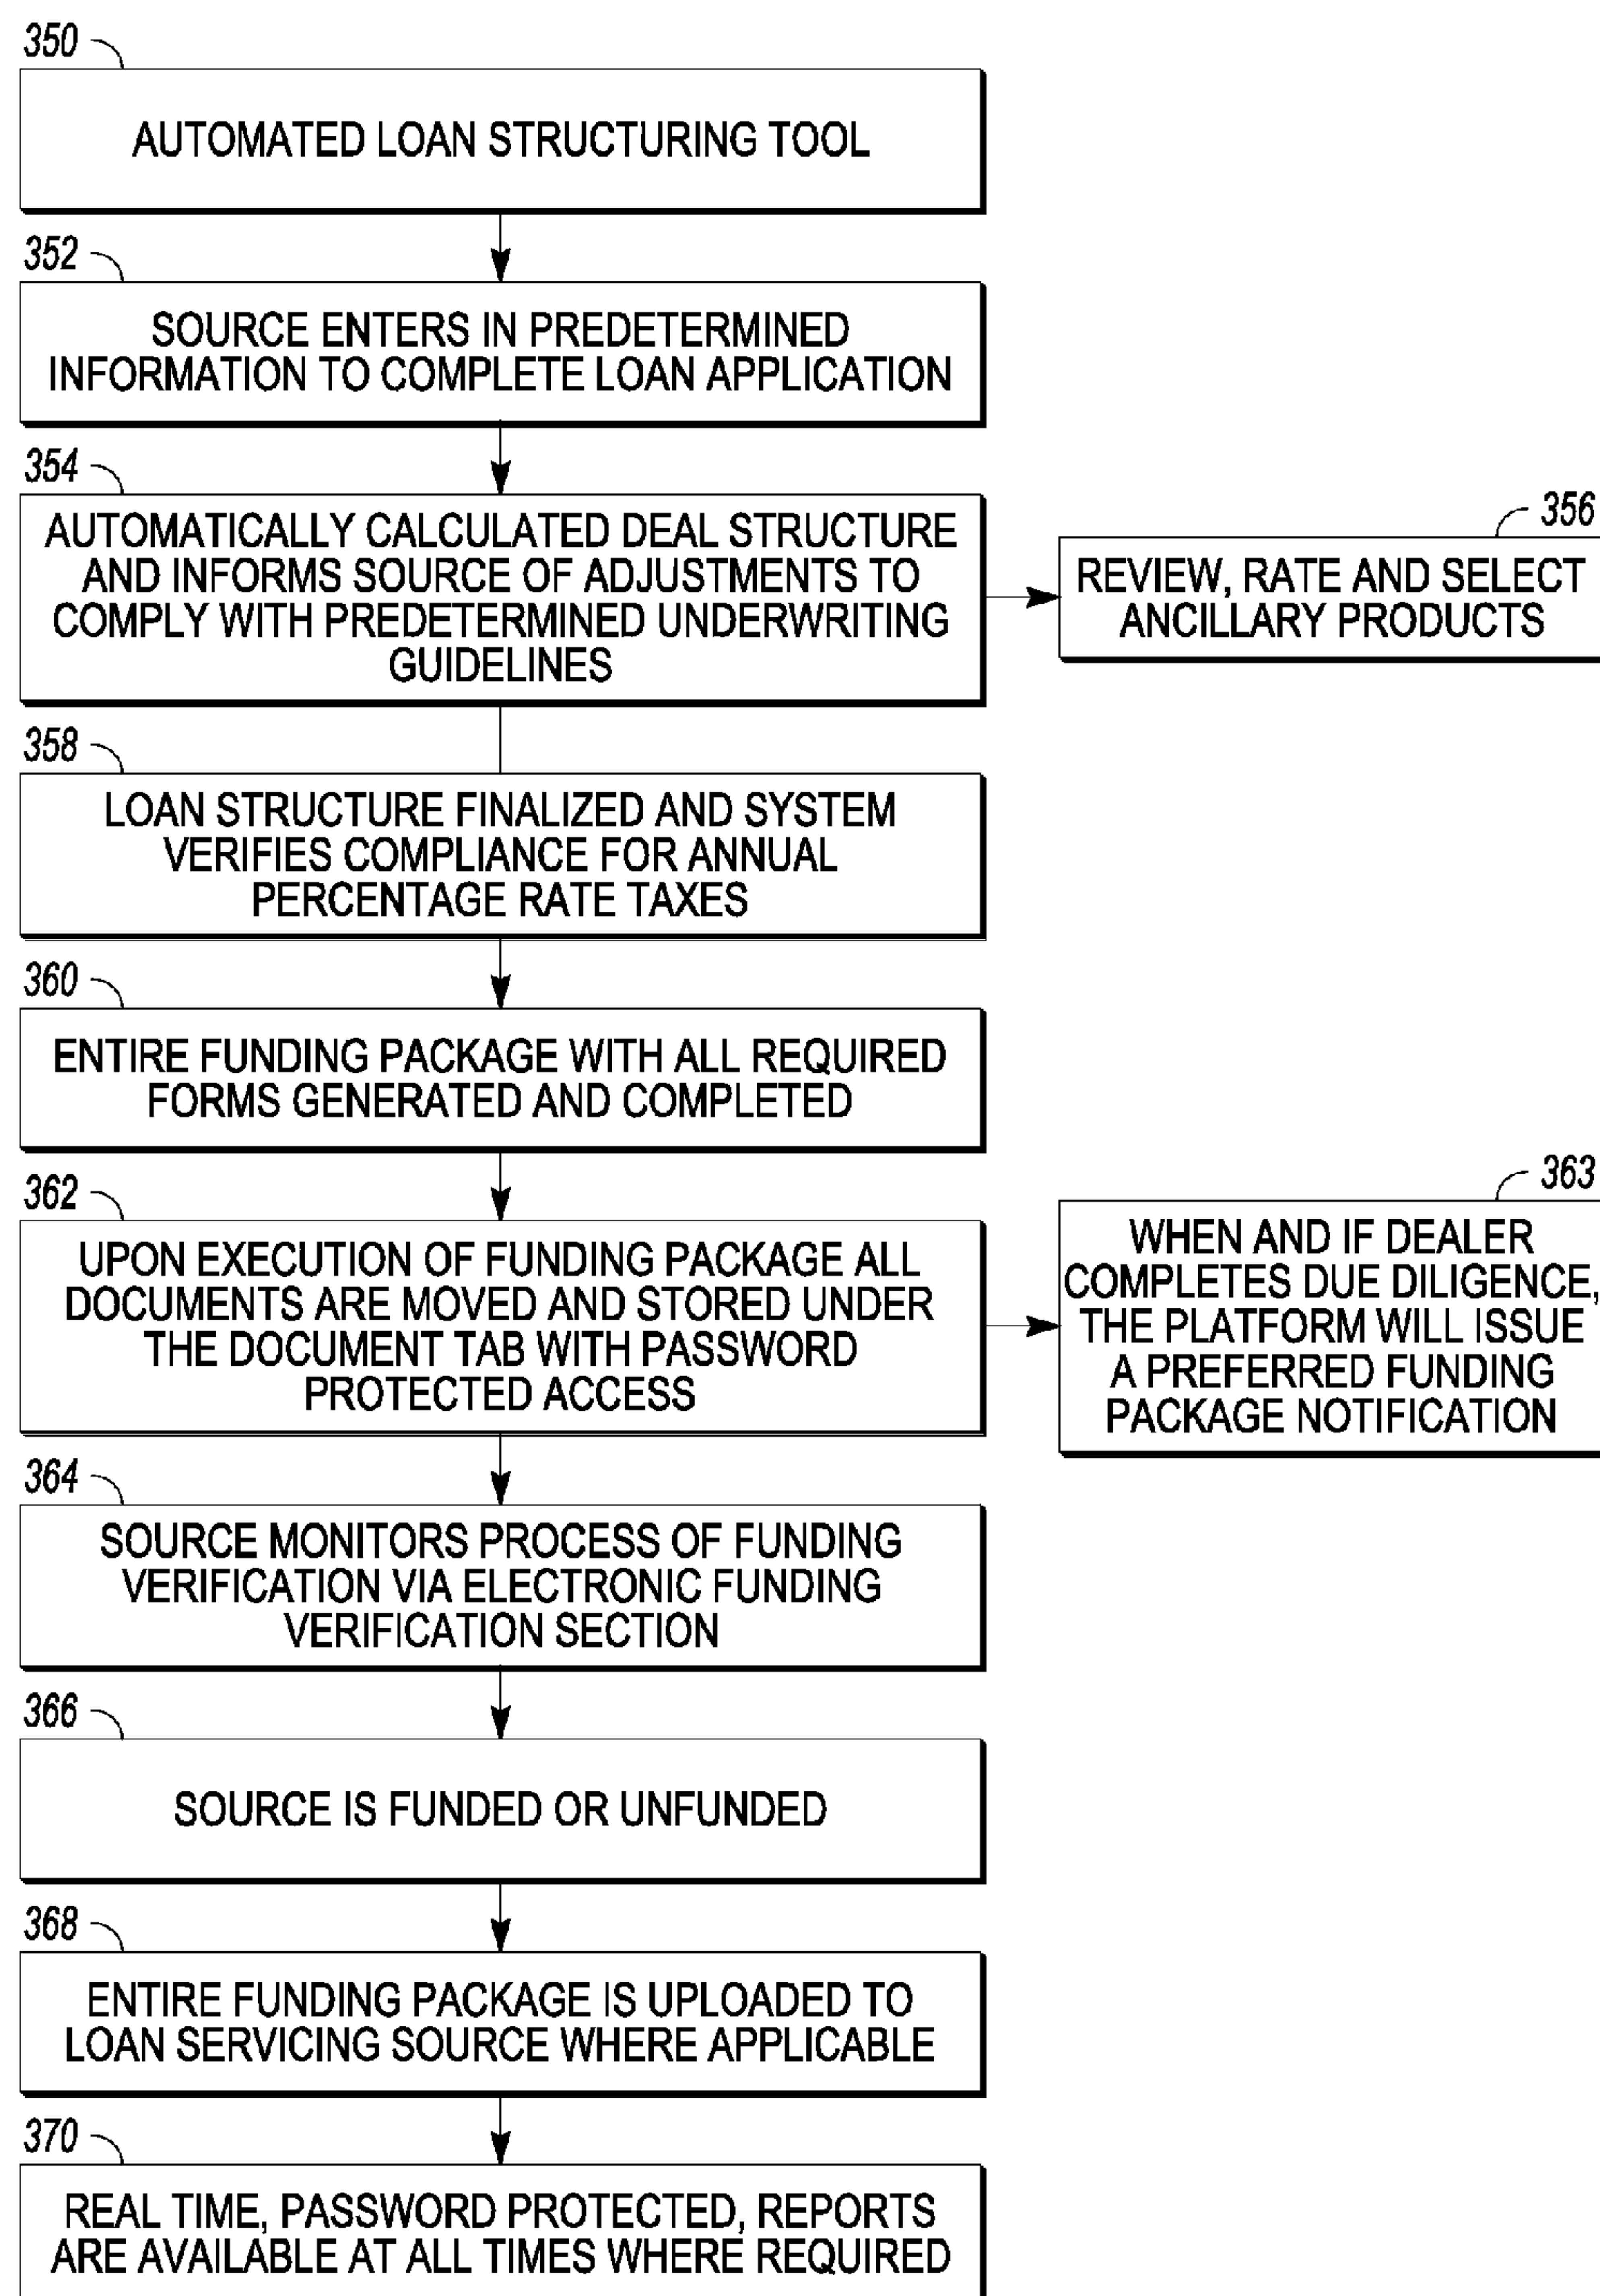 350
AUTOMATED LOAN STRUCTURING TOOL
352
SOURCE ENTERS IN PREDETERMINED
INFORMATION TO COMPLETE LOAN APPLICATION
354
AUTOMATICALLY CALCULATED DEAL STRUCTURE
AND INFORMS SOURCE OF ADJUSTMENTS TO
COMPLY WITH PREDETERMINED UNDERWRITING
GUIDELINES
356
REVIEW, RATE AND SELECT
ANCILLARY PRODUCTS
358
LOAN STRUCTURE FINALIZED AND SYSTEM
VERIFIES COMPLIANCE FOR ANNUAL
PERCENTAGE RATE TAXES
360
ENTIRE FUNDING PACKAGE WITH ALL REQUIRED
FORMS GENERATED AND COMPLETED
362
UPON EXECUTION OF FUNDING PACKAGE ALL
DOCUMENTS ARE MOVED AND STORED UNDER
THE DOCUMENT TAB WITH PASSWORD
PROTECTED ACCESS
363
WHEN AND IF DEALER
COMPLETES DUE DILIGENCE,
THE PLATFORM WILL ISSUE
A PREFERRED FUNDING
PACKAGE NOTIFICATION
364
SOURCE MONITORS PROCESS OF FUNDING
VERIFICATION VIA ELECTRONIC FUNDING
VERIFICATION SECTION
366
SOURCE IS FUNDED OR UNFUNDED
368
ENTIRE FUNDING PACKAGE IS UPLOADED TO
LOAN SERVICING SOURCE WHERE APPLICABLE
370
REAL TIME, PASSWORD PROTECTED, REPORTS
ARE AVAILABLE AT ALL TIMES WHERE REQUIRED